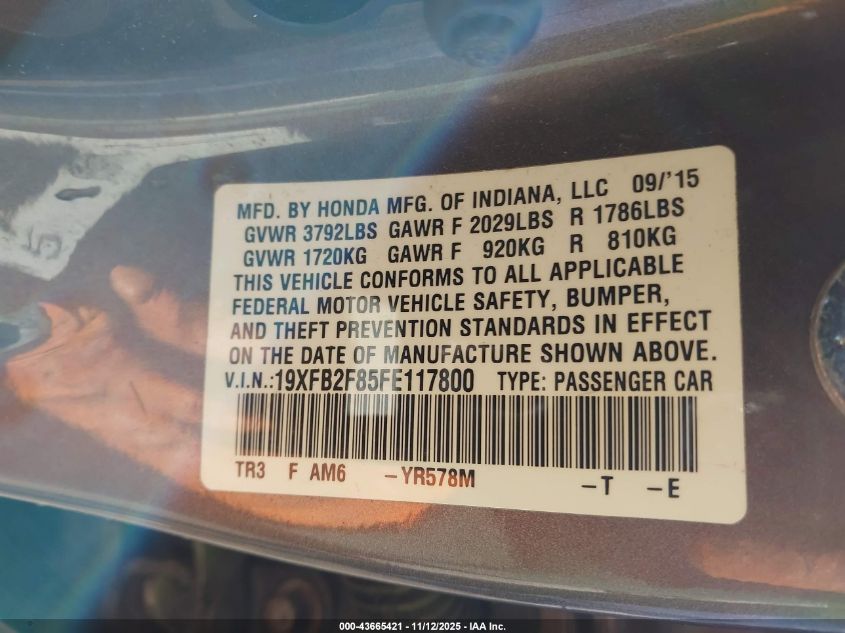 MFD. BY HONDA MFG. OF INDIANA, LLC 09/'15
GVWR 3792LBS GAWR F 2029LBS R 1786LBS
GVWR 1720KG GAWR F 920KG R 810KG
THIS VEHICLE CONFORMS TO ALL APPLICABLE
FEDERAL MOTOR VEHICLE SAFETY, BUMPER,
AND THEFT PREVENTION STANDARDS IN EFFECT
ON THE DATE OF MANUFACTURE SHOWN ABOVE.
V.I.N.:19XFB2F85FE117800 TYPE: PASSENGER CAR
TR3 F AM6 -YR578M -T -E
000-43665421 - 11/12/2025 - IAA Inc.